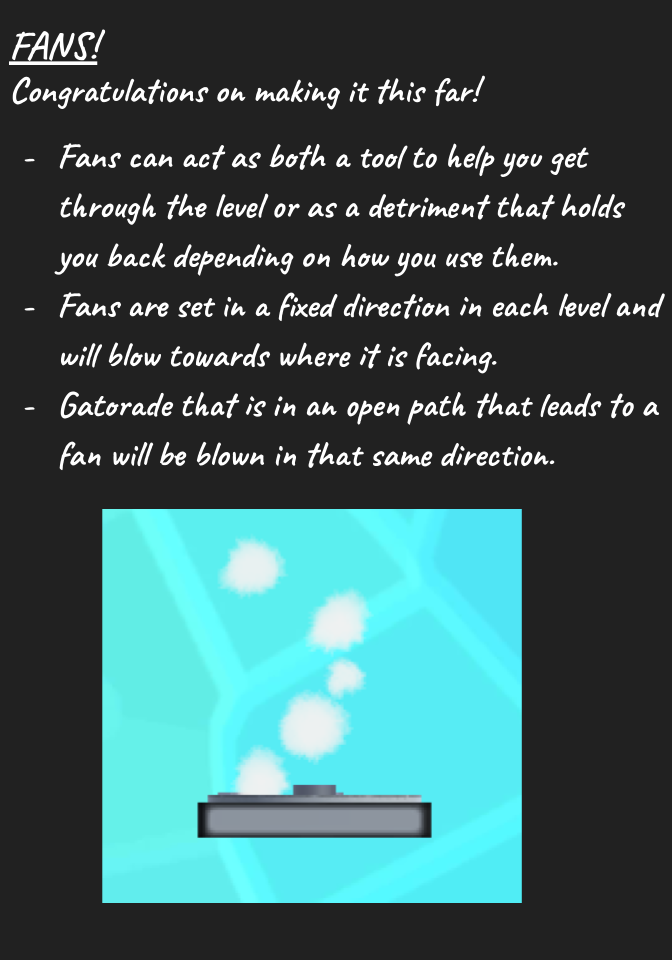 FANS!
Congratulations on making it this far!
- Fans can act as both a tool to help you get
through the level or as a detriment that holds
you back depending on how you use them.
- Fans are set in a fixed direction in each level and
will blow towards where it is facing.
- Gatorade that is in an open path that leads to a
fan will be blown in that same direction.